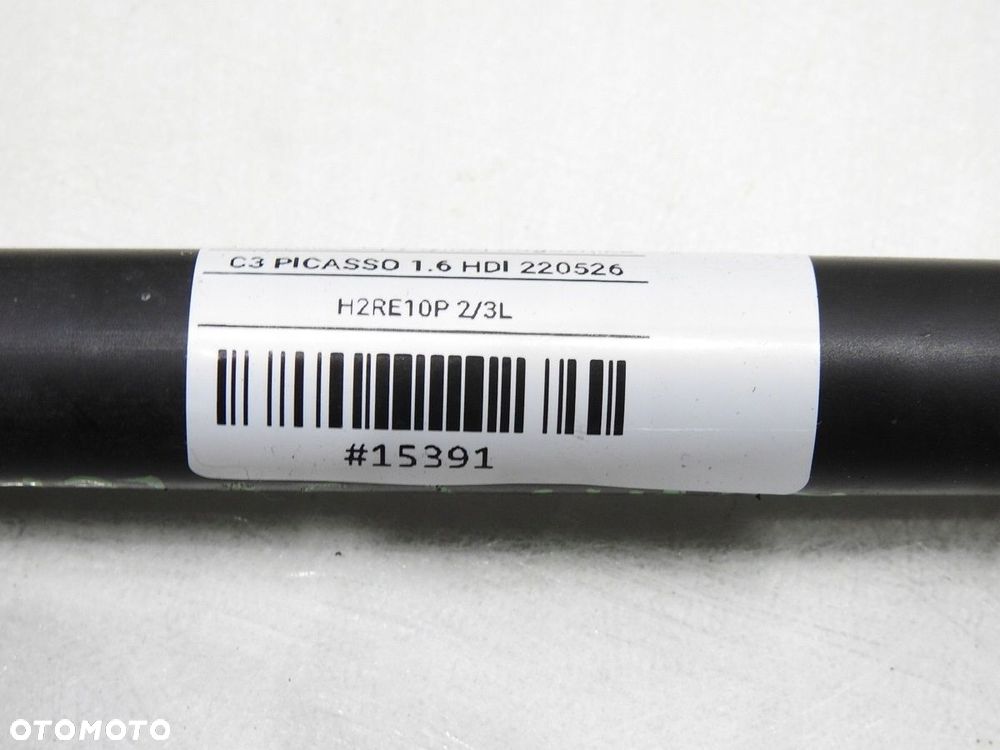 C3 PICASSO 1.6 HDI 220526
H2RE10P 2/3L
#15391
OTOMOTO